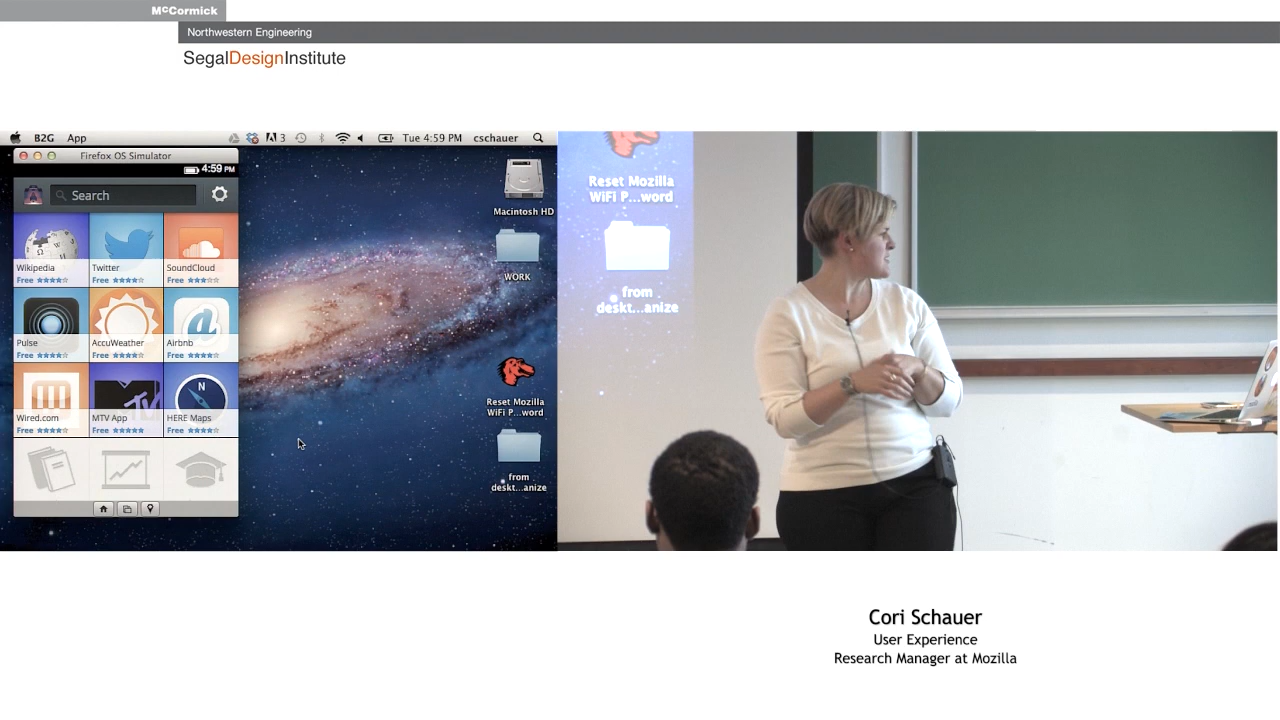 McCormick
Northwestern Engineering
SegalDesignInstitute
B2G App 3 Tue 4:59 PM cschauer
Firefox OS Simulator
4:59 PM
Search
Wikipedia Twitter SoundCloud
Free Free Free
Pulse AccuWeather Airbnb
Free Free Free
Wired.com MTV App HERE Maps
Free Free Free
Macintosh HD
WORK
Reset Mozilla
WiFi P...word
from
deskt...anize
Reset Mozilla
WiFi P...word
from
deskt...anize
Cori Schauer
User Experience
Research Manager at Mozilla